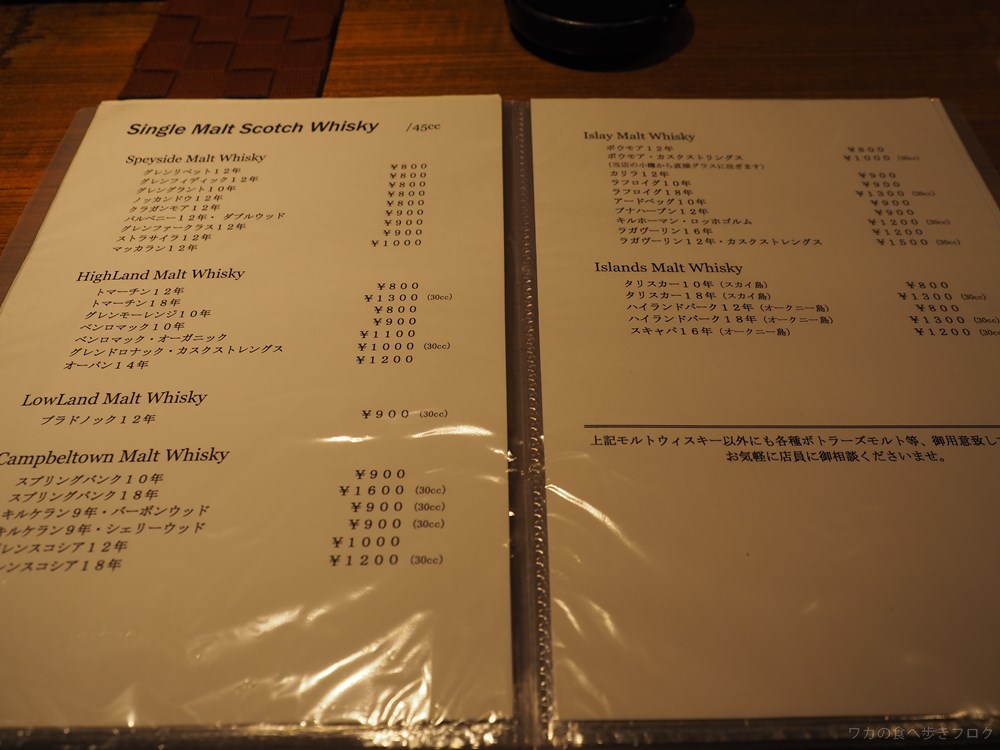 Single Malt Scotch Whisky /45cc
Speyside Malt Whisky
グレンリベット１２年 ￥８００
グレンフィディック１２年 ￥８００
グレングラント１０年 ￥８００
ノッカンドウ１２年 ￥８００
クラガンモア１２年 ￥８００
バルベニー１２年・ダブルウッド ￥９００
グレンファークラス１２年 ￥９００
ストラサイラ１２年 ￥９００
マッカラン１２年 ￥１０００
HighLand Malt Whisky
トマーチン１２年 ￥８００
トマーチン１８年 ￥１３００ (30cc)
グレンモーレンジ１０年 ￥８００
ベンロマック１０年 ￥９００
ベンロマック・オーガニック ￥１１００
グレンドロナック・カスクストレングス ￥１０００ (30cc)
オーバン１４年 ￥１２００
LowLand Malt Whisky
ブラドノック１２年 ￥９００ (30cc)
Campbeltown Malt Whisky
スプリングバンク１０年 ￥９００
スプリングバンク１８年 ￥１６００ (30cc)
キルケラン９年・バーボンウッド ￥９００ (30cc)
キルケラン９年・シェリーウッド ￥９００ (30cc)
レンスコシア１２年 ￥１０００
レンスコシア１８年 ￥１２００ (30cc)
Islay Malt Whisky
ボウモア１２年 ￥８００
ボウモア・カスクストリングス ￥１０００ (30cc)
(当店の小樽から直接グラスに注ぎます)
カリラ１２年 ￥９００
ラフロイグ１０年 ￥９００
ラフロイグ１８年 ￥１３００ (30cc)
アードベッグ１０年 ￥９００
ブナハーブン１２年 ￥９００
キルホーマン・ロッホゴルム ￥１２００ (30cc)
ラガヴーリン１６年 ￥１２００
ラガヴーリン１２年・カスクストレングス ￥１５００ (30cc)
Islands Malt Whisky
タリスカー１０年（スカイ島） ￥８００
タリスカー１８年（スカイ島） ￥１３００ (30cc)
ハイランドパーク１２年（オークニー島） ￥８００
ハイランドパーク１８年（オークニー島） ￥１３００ (30cc
スキャパ１６年（オークニー島） ￥１２００ (30cc
上記モルトウィスキー以外にも各種ボトラーズモルト等、御用意致して
お気軽に店員に御相談くださいませ。
ワカの食べ歩きブログ